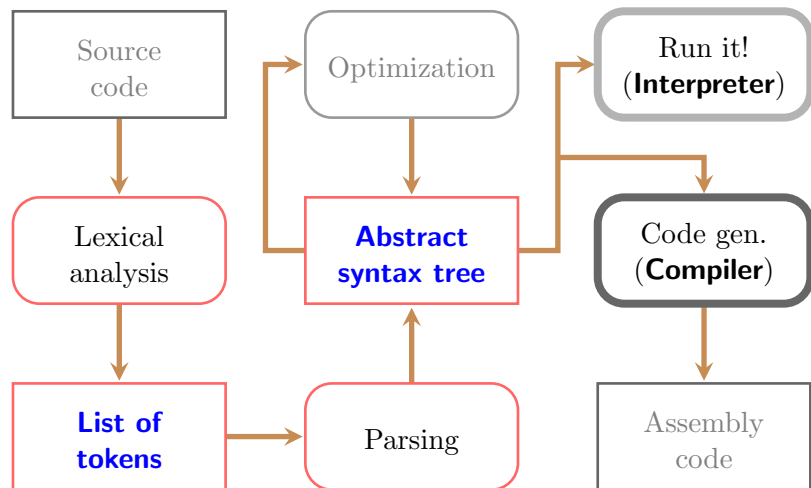 Source
code
Optimization
Run it!
(Interpreter)
Lexical
analysis
Abstract
syntax tree
Code gen.
(Compiler)
List of
tokens
Parsing
Assembly
code